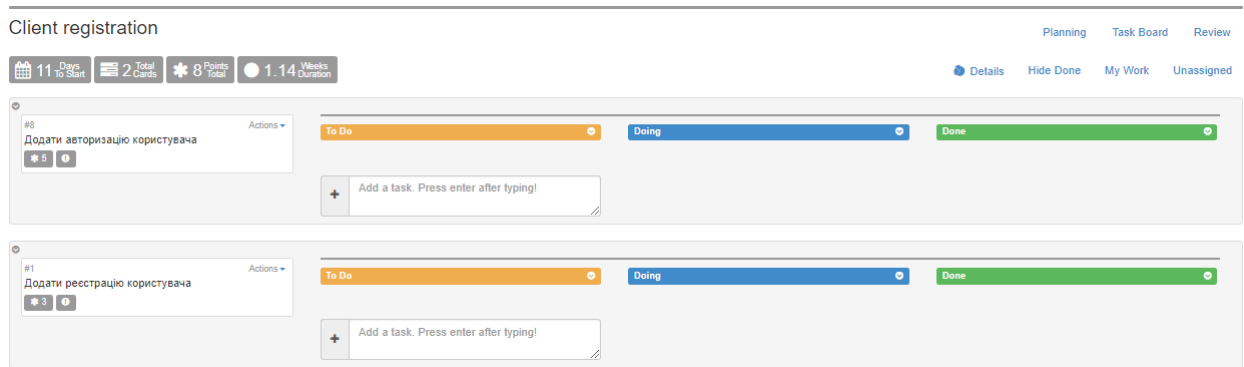 Client registration
Planning Task Board Review
11 Days To Start 2 Total Cards 8 Points Total 1.14 Weeks Duration
Details Hide Done My Work Unassigned
#8 Actions
Додати авторизацію користувача
5
To Do Doing Done
Add a task. Press enter after typing!
#1 Actions
Додати реєстрацію користувача
3
To Do Doing Done
Add a task. Press enter after typing!